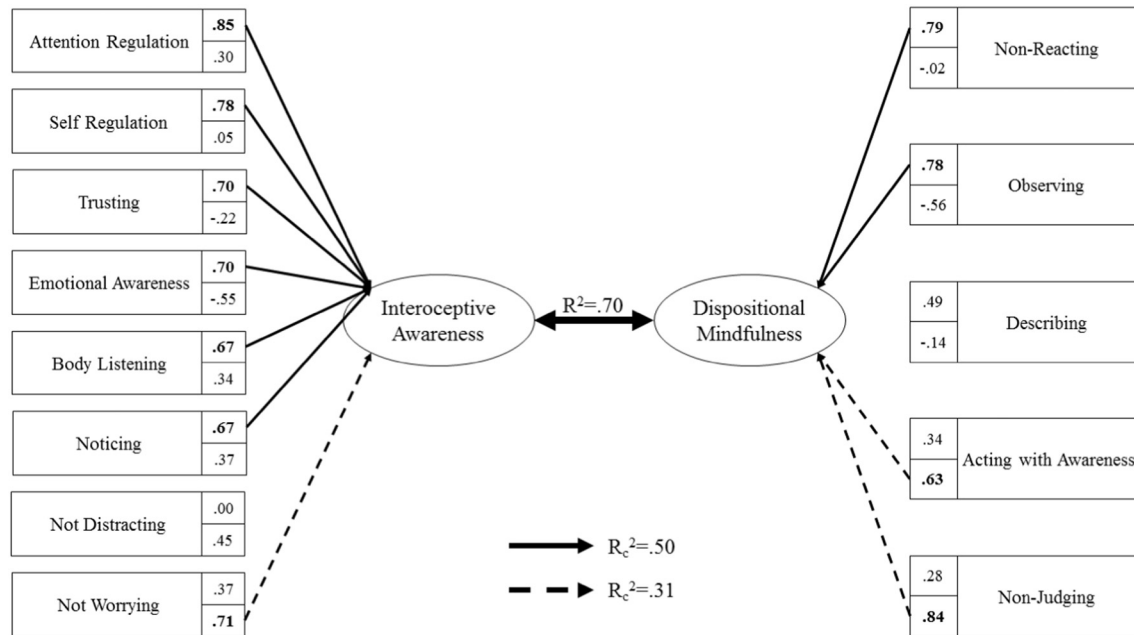 Attention Regulation
.85
.30
Self Regulation
.78
.05
Trusting
.70
-.22
Emotional Awareness
.70
-.55
Body Listening
.67
.34
Noticing
.67
.37
Not Distracting
.00
.45
Not Worrying
.37
.71
Interoceptive
Awareness
R²=.70
Dispositional
Mindfulness
Rc²=.50
Rc²=.31
.79
-.02
Non-Reacting
.78
-.56
Observing
.49
-.14
Describing
.34
.63
Acting with Awareness
.28
.84
Non-Judging